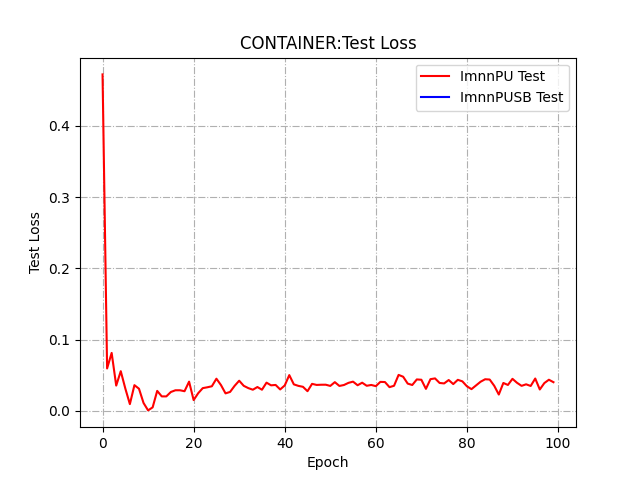 CONTAINER:Test Loss
ImnnPU Test
ImnnPUSB Test
Test Loss
0.4
0.3
0.2
0.1
0.0
0
20
40
60
80
100
Epoch